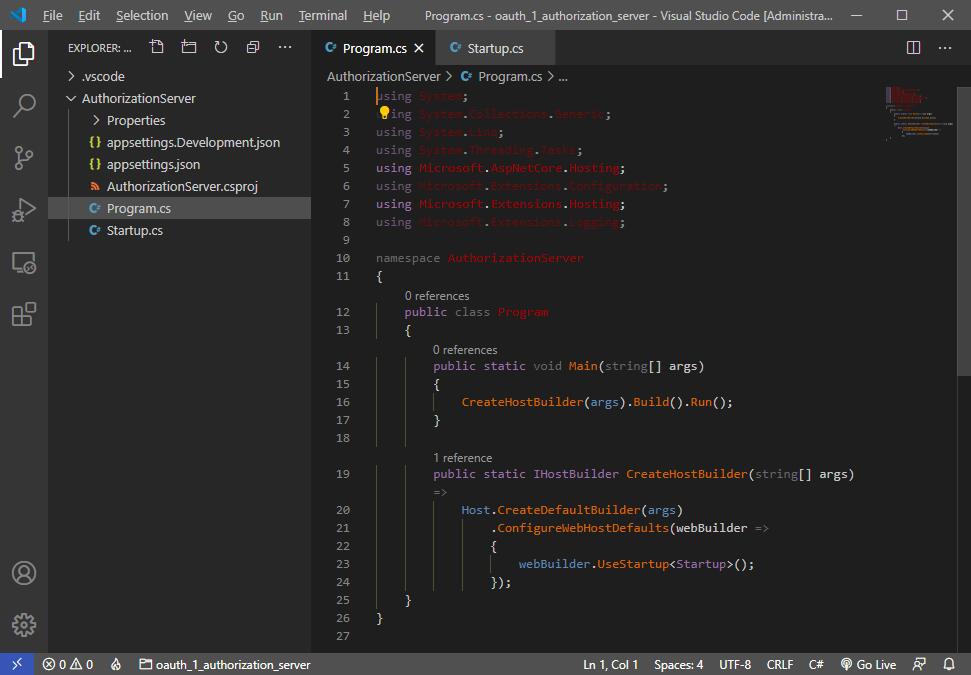 File Edit Selection View Go Run Terminal Help Program.cs - oauth_1_authorization_server - Visual Studio Code [Administra...
EXPLORER: ...
.vscode
AuthorizationServer
Properties
appsettings.Development.json
appsettings.json
AuthorizationServer.csproj
Program.cs
Startup.cs
Program.cs Startup.cs
AuthorizationServer > Program.cs > ...
1 using System;
2 using System.Collections.Generic;
3 using System.Linq;
4 using System.Threading.Tasks;
5 using Microsoft.AspNetCore.Hosting;
6 using Microsoft.Extensions.Configuration;
7 using Microsoft.Extensions.Hosting;
8 using Microsoft.Extensions.Logging;
9
10 namespace AuthorizationServer
11 {
0 references
12 public class Program
13 {
0 references
14 public static void Main(string[] args)
15 {
16 CreateHostBuilder(args).Build().Run();
17 }
18
1 reference
19 public static IHostBuilder CreateHostBuilder(string[] args)
=>
20 Host.CreateDefaultBuilder(args)
21 .ConfigureWebHostDefaults(webBuilder =>
22 {
23 webBuilder.UseStartup<Startup>();
24 });
25 }
26 }
27
0 0 oauth_1_authorization_server Ln 1, Col 1 Spaces: 4 UTF-8 CRLF C# Go Live